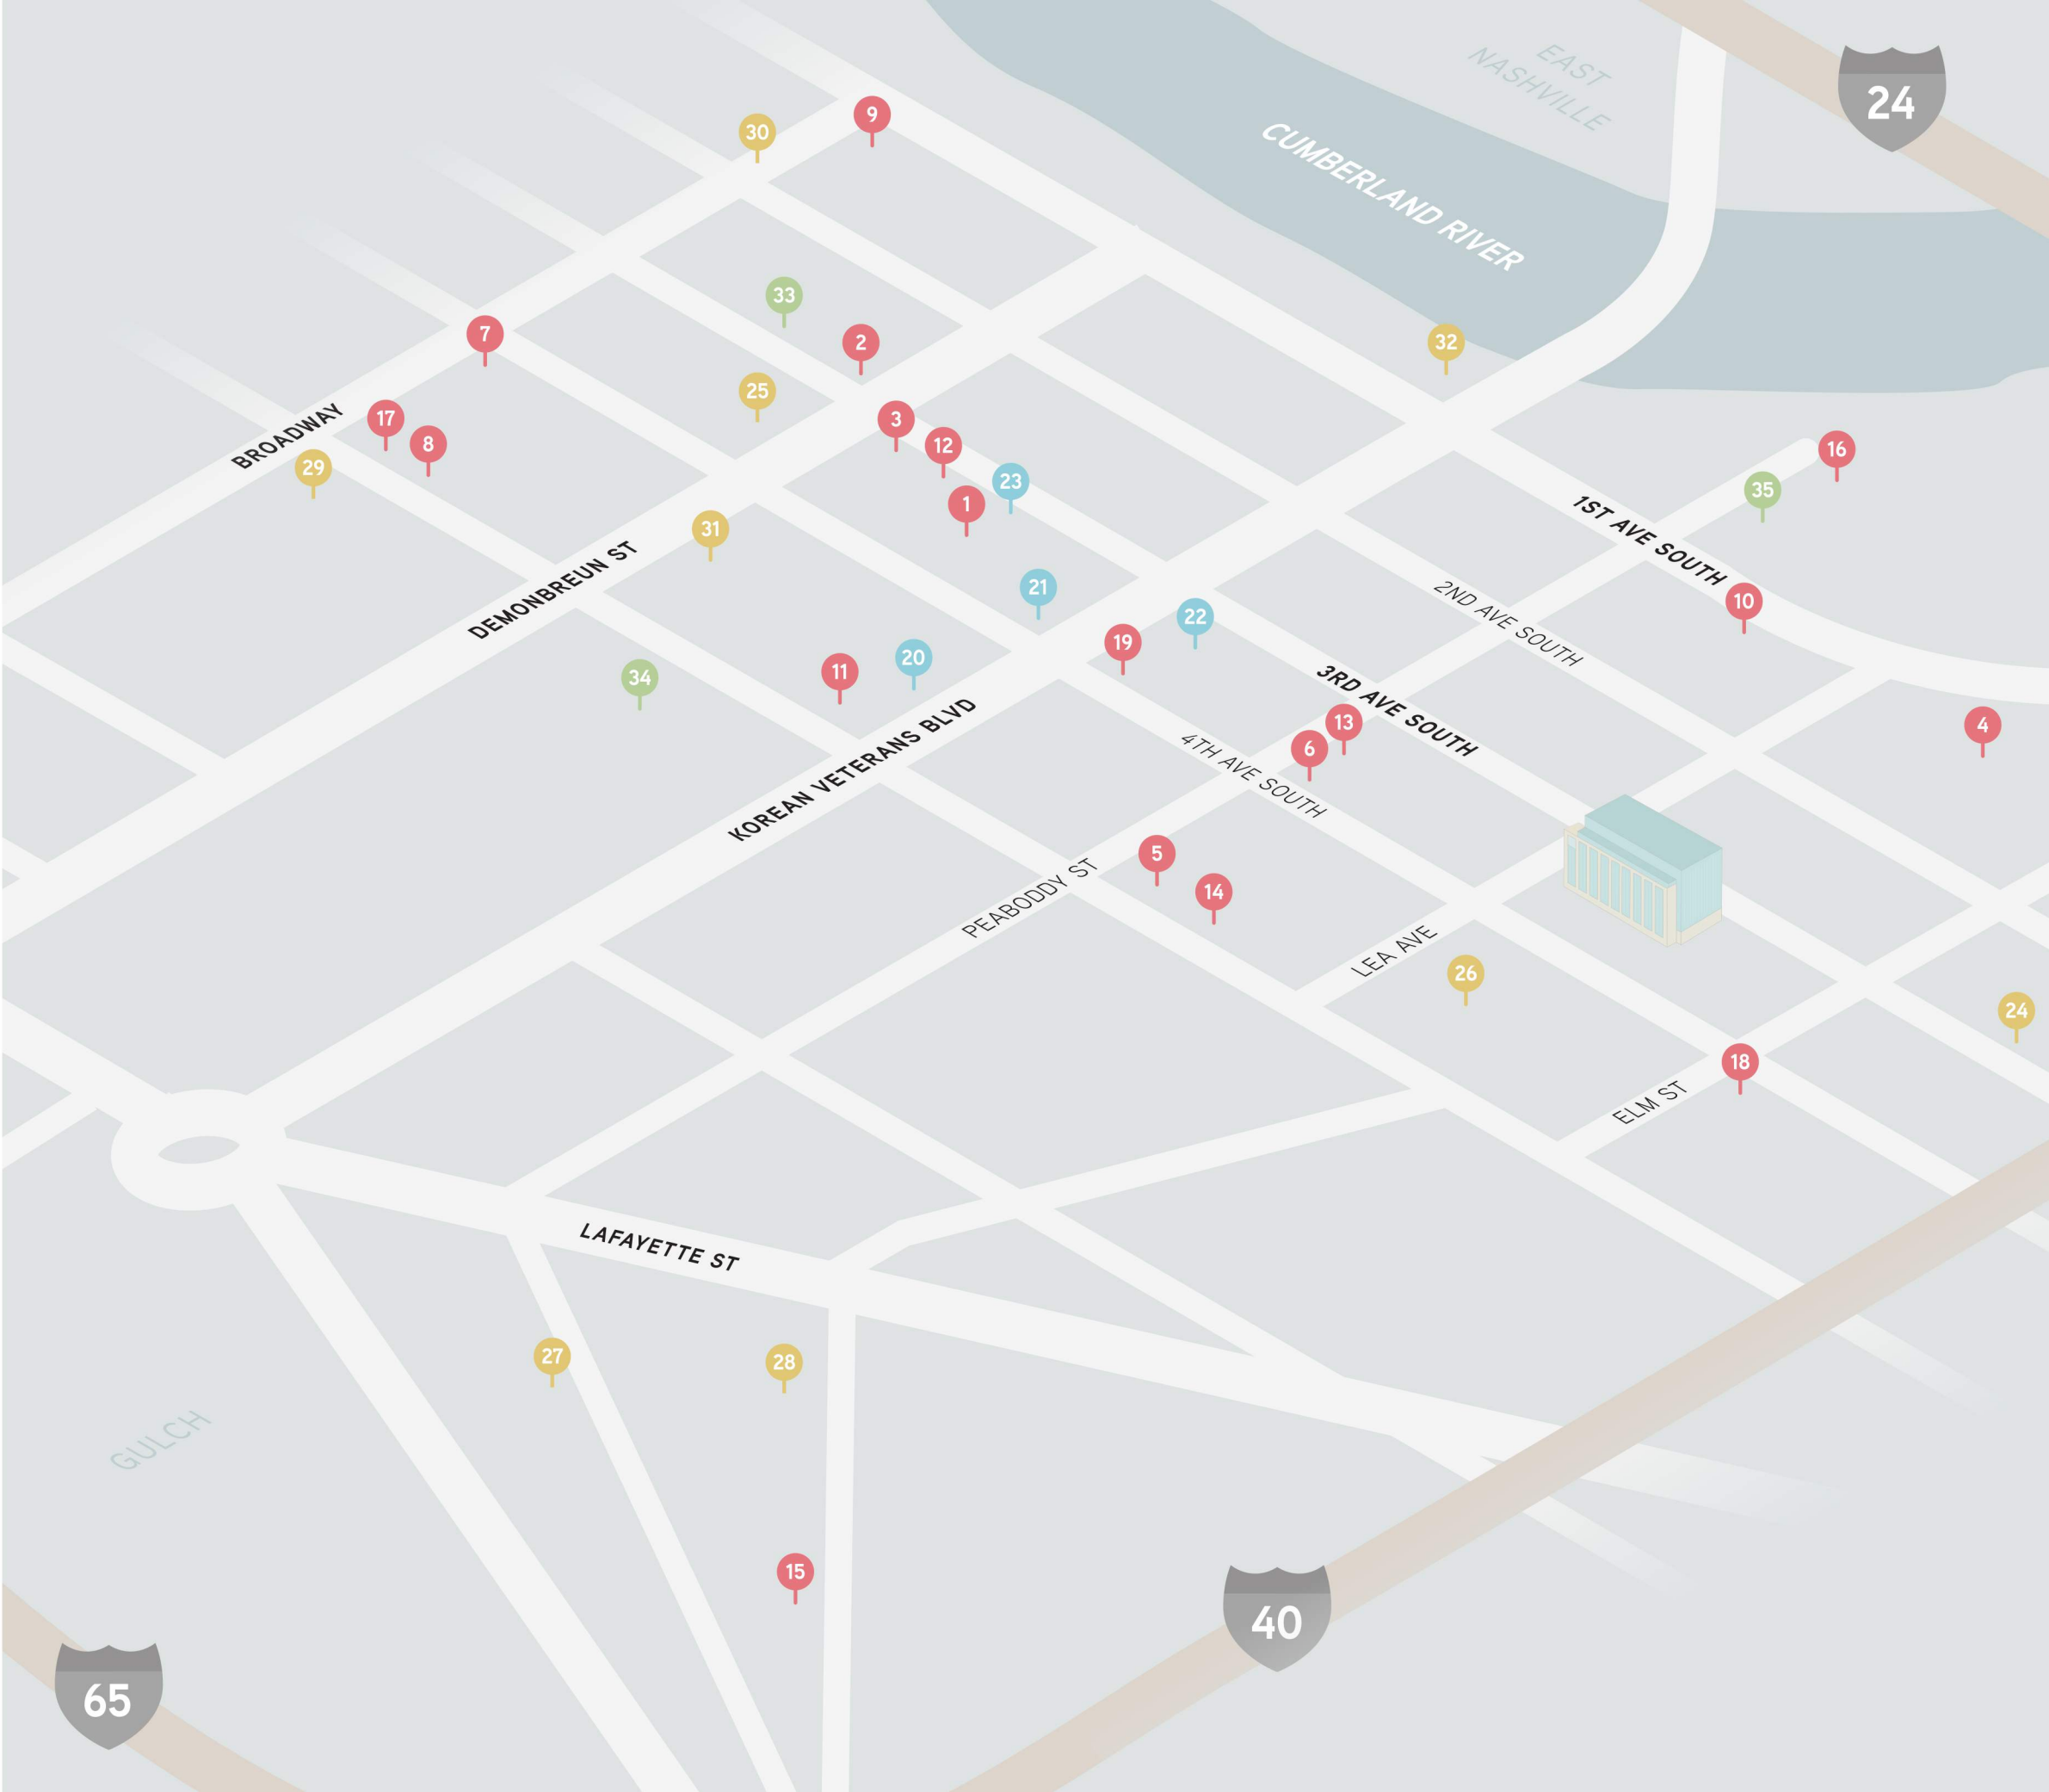 EAST
NASHVILLE
24
CUMBERLAND RIVER
9
30
33
7
2
32
25
17
3
8
12
16
BROADWAY
29
23
35
1
1ST AVE SOUTH
31
DEMONBREUN ST
21
10
2ND AVE SOUTH
22
19
20
11
34
3RD AVE SOUTH
13
4
6
4TH AVE SOUTH
KOREAN VETERANS BLVD
5
14
PEABODDY ST
LEA AVE
26
24
18
ELM ST
LAFAYETTE ST
27
28
GULCH
15
40
65